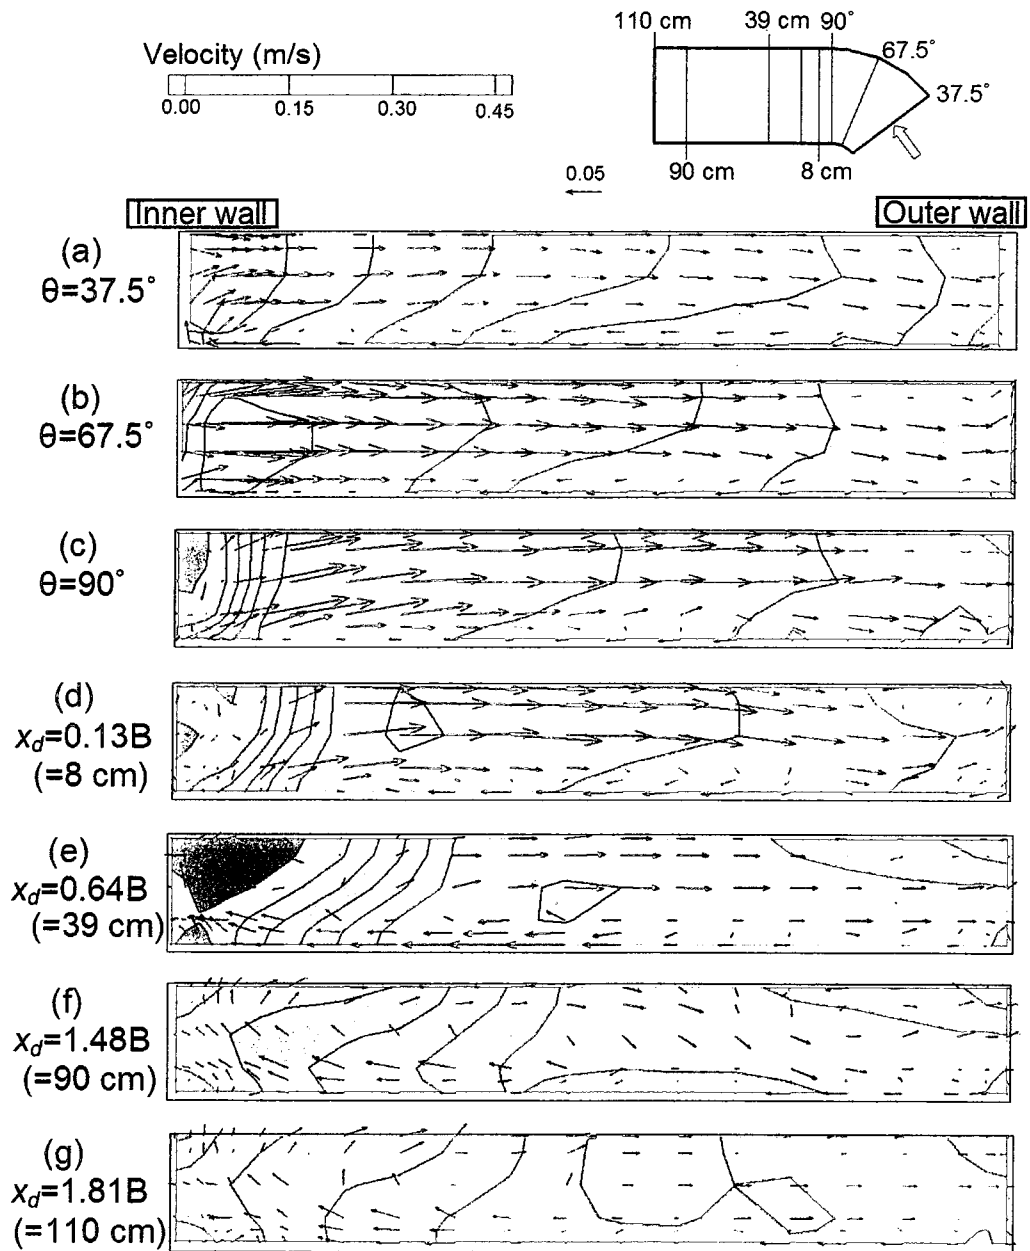 110 cm 39 cm 90°
Velocity (m/s)
67.5°
37.5°
0.00 0.15 0.30 0.45
90 cm 8 cm
0.05
Inner wall Outer wall
(a)
θ=37.5°
(b)
θ=67.5°
(c)
θ=90°
(d)
x_d=0.13B
(=8 cm)
(e)
x_d=0.64B
(=39 cm)
(f)
x_d=1.48B
(=90 cm)
(g)
x_d=1.81B
(=110 cm)